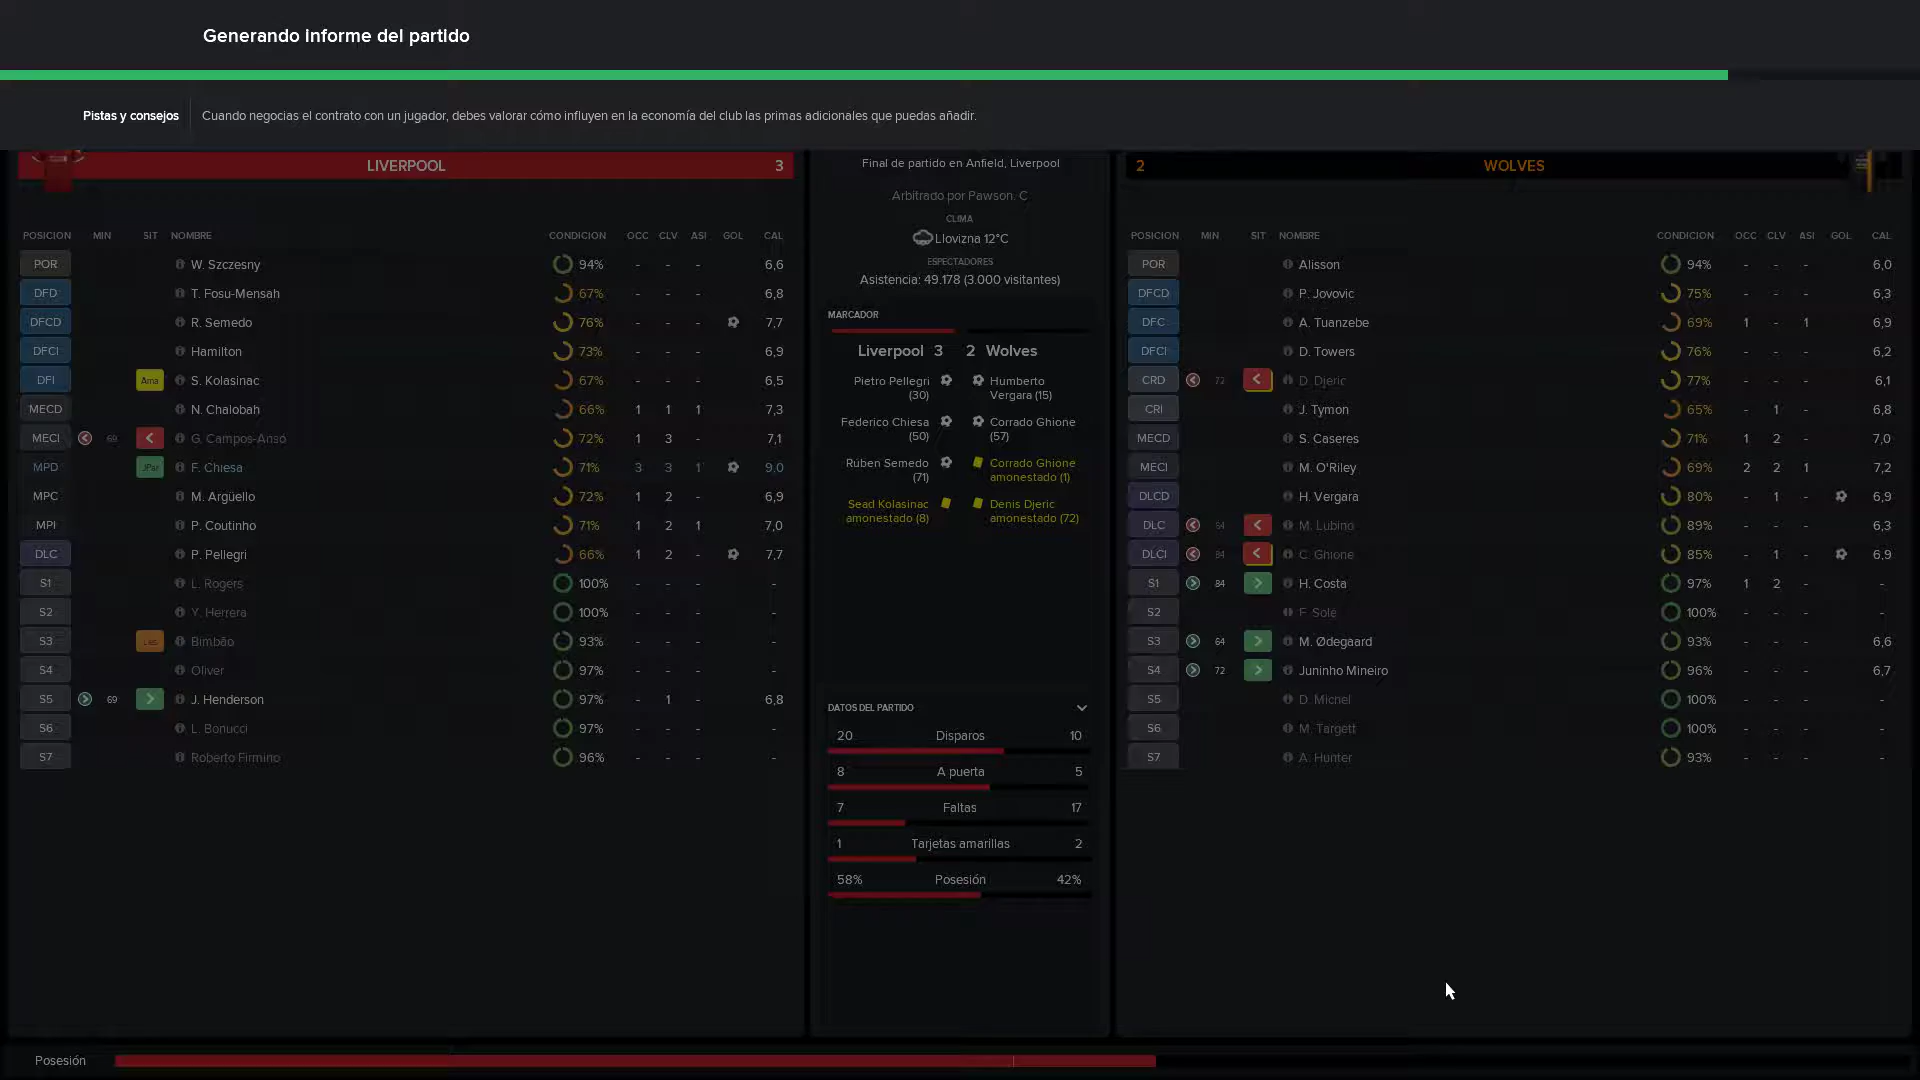 Generando informe del partido
Pistas y consejos Cuando negocias el contrato con un jugador, debes valorar cómo influyen en la economía del club las primas adicionales que puedas añadir.
LIVERPOOL 3
POSICION MIN SIT NOMBRE CONDICION OCC CLV ASI GOL CAL
POR W. Szczesny 94% - - - 6,6
DFD T. Fosu-Mensah 67% - - - 6,8
DFCD R. Semedo 76% - - - 7,7
DFCI Hamilton 73% - - - 6,9
DFI Ama S. Kolasinac 67% - - - 6,5
MECD N. Chalobah 66% 1 1 1 7,3
MECI 69 G. Campos-Ansó 72% 1 3 - 7,1
MPD JPar F. Chiesa 71% 3 3 1 9,0
MPC M. Argüello 72% 1 2 - 6,9
MPI P. Coutinho 71% 1 2 1 7,0
DLC P. Pellegri 66% 1 2 - 7,7
S1 L. Rogers 100% - - - -
S2 Y. Herrera 100% - - - -
S3 Les Bimbão 93% - - - -
S4 Oliver 97% - - - -
S5 69 J. Henderson 97% - 1 - 6,8
S6 L. Bonucci 97% - - - -
S7 Roberto Firmino 96% - - - -
Final de partido en Anfield, Liverpool
Arbitrado por Pawson. C
CLIMA
Llovizna 12°C
ESPECTADORES
Asistencia: 49.178 (3.000 visitantes)
MARCADOR
Liverpool 3 2 Wolves
Pietro Pellegri (30)
Federico Chiesa (50)
Rúben Semedo (71)
Sead Kolasinac amonestado (8)
Humberto Vergara (15)
Corrado Ghione (57)
Corrado Ghione amonestado (1)
Denis Djeric amonestado (72)
DATOS DEL PARTIDO
20 Disparos 10
8 A puerta 5
7 Faltas 17
1 Tarjetas amarillas 2
58% Posesión 42%
2 WOLVES
POSICION MIN SIT NOMBRE CONDICION OCC CLV ASI GOL CAL
POR Alisson 94% - - - 6,0
DFCD P. Jovovic 75% - - - 6,3
DFC A. Tuanzebe 69% 1 - 1 6,9
DFCI D. Towers 76% - - - 6,2
CRD 72 D. Djeric 77% - - - 6,1
CRI J. Tymon 65% - 1 - 6,8
MECD S. Caseres 71% 1 2 - 7,0
MECI M. O'Riley 69% 2 2 1 7,2
DLCD H. Vergara 80% - 1 - 6,9
DLC 64 M. Lubino 89% - - - 6,3
DLCI 84 C. Ghione 85% - 1 - 6,9
S1 84 H. Costa 97% 1 2 - -
S2 F. Solé 100% - - - -
S3 64 M. Ødegaard 93% - - - 6,6
S4 72 Juninho Mineiro 96% - - - 6,7
S5 D. Michel 100% - - - -
S6 M. Targett 100% - - - -
S7 A. Hunter 93% - - - -
Posesión